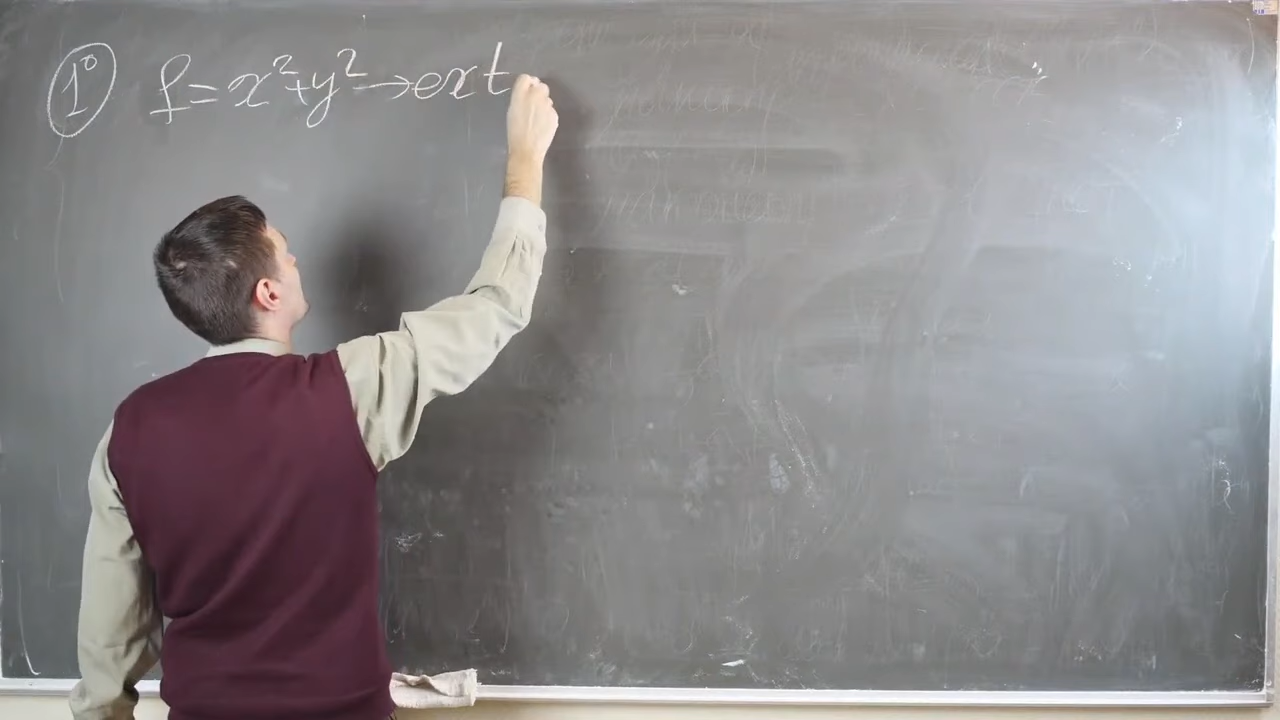 1° f = x² + y² → ext